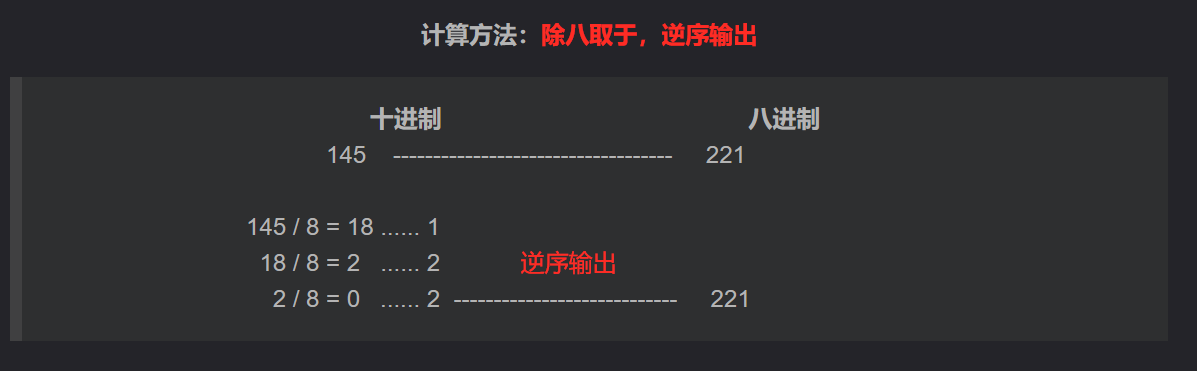 计算方法：除八取于，逆序输出
十进制 八进制
145 ----------------------------------- 221
145 / 8 = 18 ...... 1
18 / 8 = 2 ...... 2 逆序输出
2 / 8 = 0 ...... 2 ---------------------------- 221